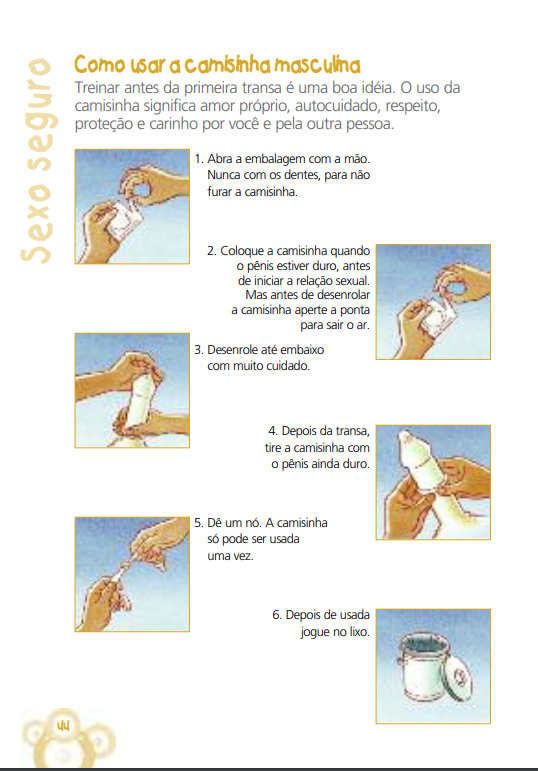 Sexo seguro
Como usar a camisinha masculina
Treinar antes da primeira transa é uma boa idéia. O uso da
camisinha significa amor próprio, autocuidado, respeito,
proteção e carinho por você e pela outra pessoa.
1. Abra a embalagem com a mão.
Nunca com os dentes, para não
furar a camisinha.
2. Coloque a camisinha quando
o pênis estiver duro, antes
de iniciar a relação sexual.
Mas antes de desenrolar
a camisinha aperte a ponta
para sair o ar.
3. Desenrole até embaixo
com muito cuidado.
4. Depois da transa,
tire a camisinha com
o pênis ainda duro.
5. Dê um nó. A camisinha
só pode ser usada
uma vez.
6. Depois de usada
jogue no lixo.
44